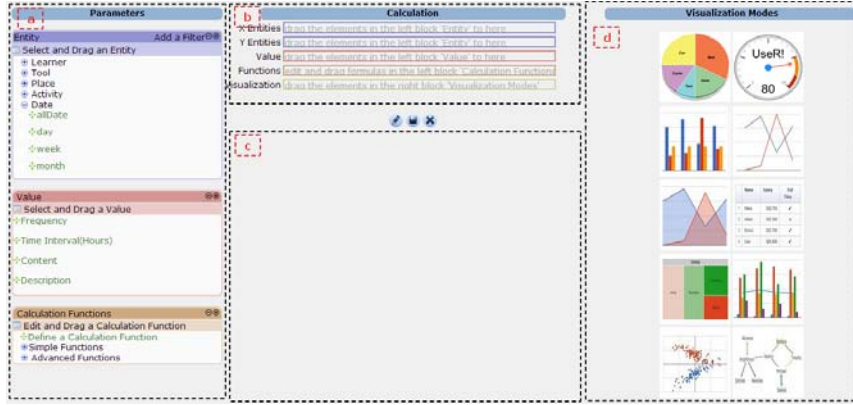 a
Parameters
Entity
Add a Filter
Select and Drag an Entity
Learner
Tool
Place
Activity
Date
allDate
day
week
month
Value
Select and Drag a Value
Frequency
Time Interval(Hours)
Content
Description
Calculation Functions
Edit and Drag a Calculation Function
Define a Calculation Function
Simple Functions
Advanced Functions
b
Calculation
X Entities drag the elements in the left block 'Entity' to here
Y Entities drag the elements in the left block 'Entity' to here
Value drag the elements in the left block 'Value' to here
Functions edit and drag formulas in the left block 'Calculation Functions
isualization drag the elements in the right block 'Visualization Modes'
c
Visualization Modes
d
UseR!
80